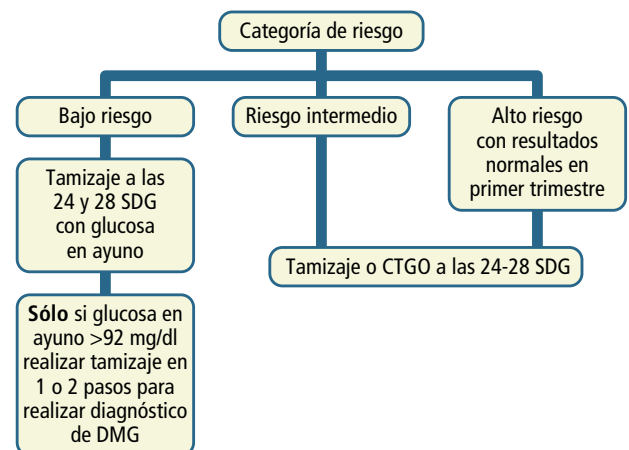 Categoría de riesgo
Bajo riesgo
Riesgo intermedio
Alto riesgo
con resultados
normales en
primer trimestre
Tamizaje a las
24 y 28 SDG
con glucosa
en ayuno
Tamizaje o CTGO a las 24-28 SDG
Sólo si glucosa en
ayuno >92 mg/dl
realizar tamizaje en
1 o 2 pasos para
realizar diagnóstico
de DMG